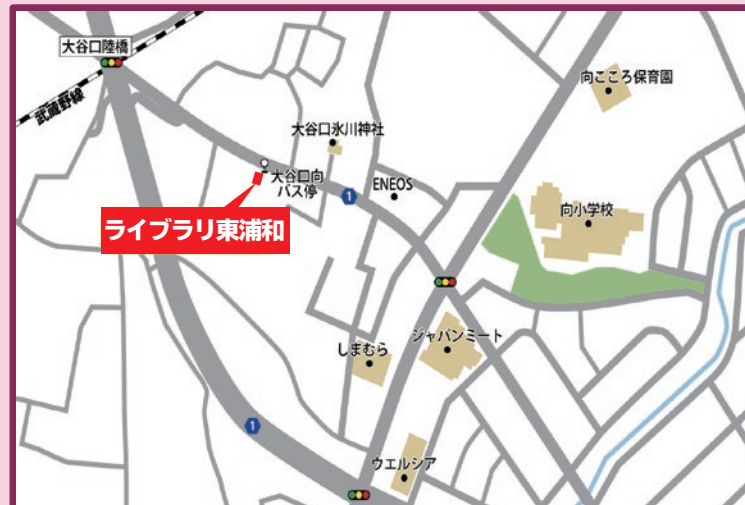 大谷口陸橋
武蔵野線
向こころ保育園
大谷口氷川神社
大谷口向
バス停
1
ENEOS
ライブラリ東浦和
向小学校
しまむら
ジャパンミート
1
ウエルシア